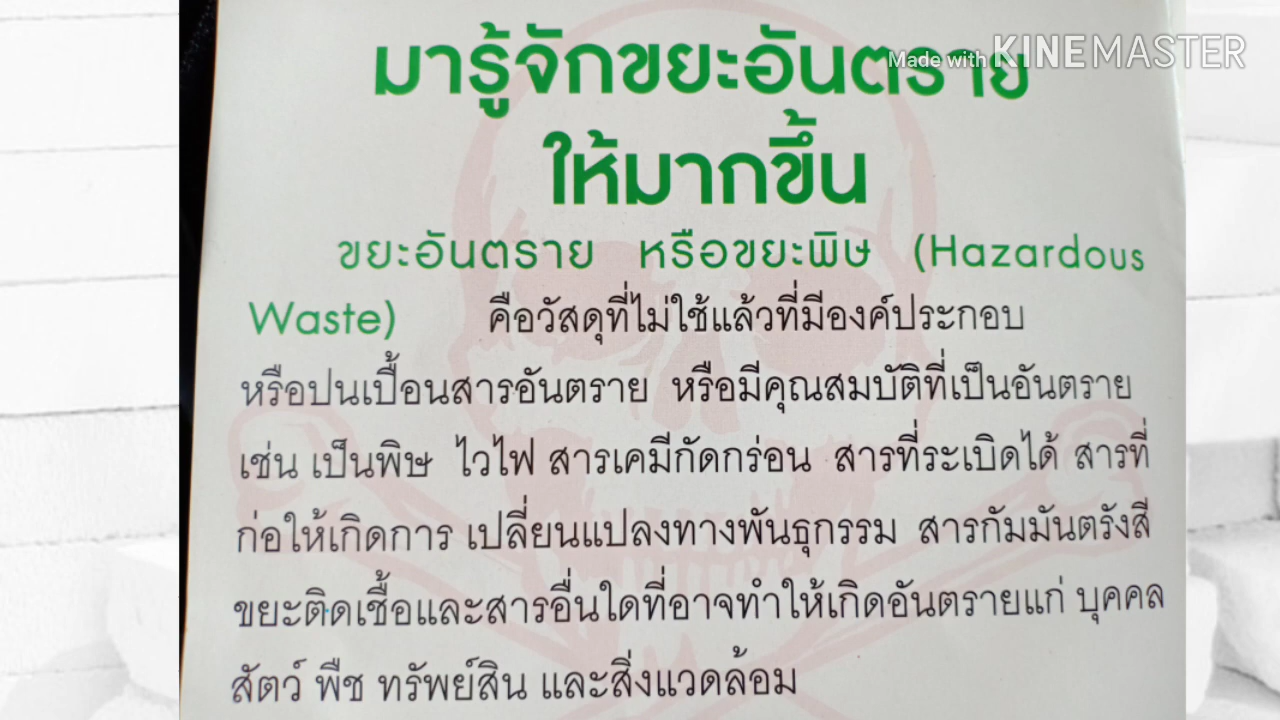 มารู้จักขยะอันตราย
Made with KINEMASTER
ให้มากขึ้น
ขยะอันตราย หรือขยะพิษ (Hazardous
Waste) คือวัสดุที่ไม่ใช้แล้วที่มีองค์ประกอบ
หรือปนเปื้อนสารอันตราย หรือมีคุณสมบัติที่เป็นอันตราย
เช่น เป็นพิษ ไวไฟ สารเคมีกัดกร่อน สารที่ระเบิดได้ สารที่
ก่อให้เกิดการ เปลี่ยนแปลงทางพันธุกรรม สารกัมมันตรังสี
ขยะติดเชื้อและสารอื่นใดที่อาจทำให้เกิดอันตรายแก่ บุคคล
สัตว์ พืช ทรัพย์สิน และสิ่งแวดล้อม